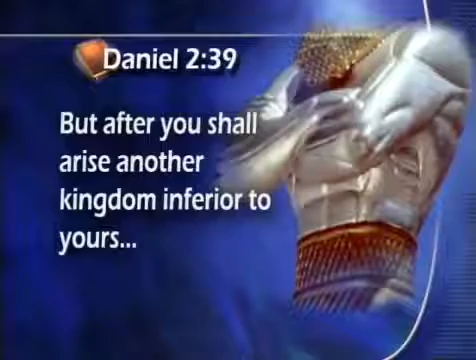 Daniel 2:39
But after you shall
arise another
kingdom inferior to
yours...